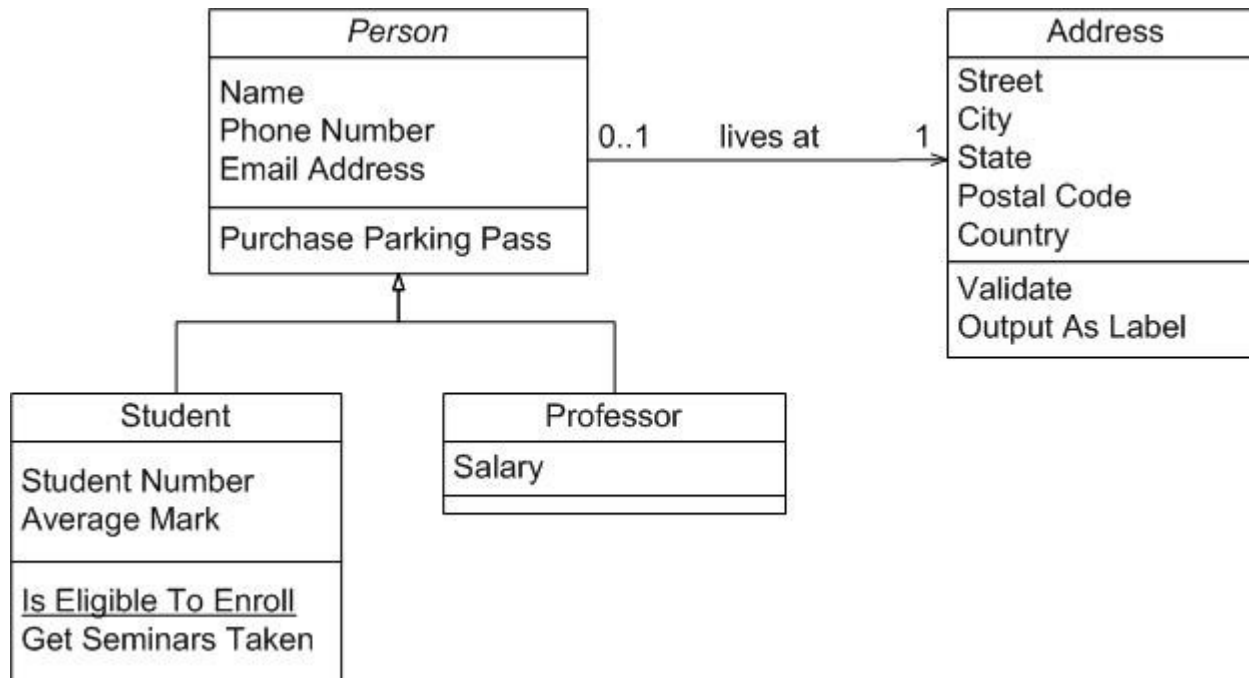 Person
Name
Phone Number
Email Address
Purchase Parking Pass
0..1 lives at 1
Address
Street
City
State
Postal Code
Country
Validate
Output As Label
Student
Student Number
Average Mark
Is Eligible To Enroll
Get Seminars Taken
Professor
Salary